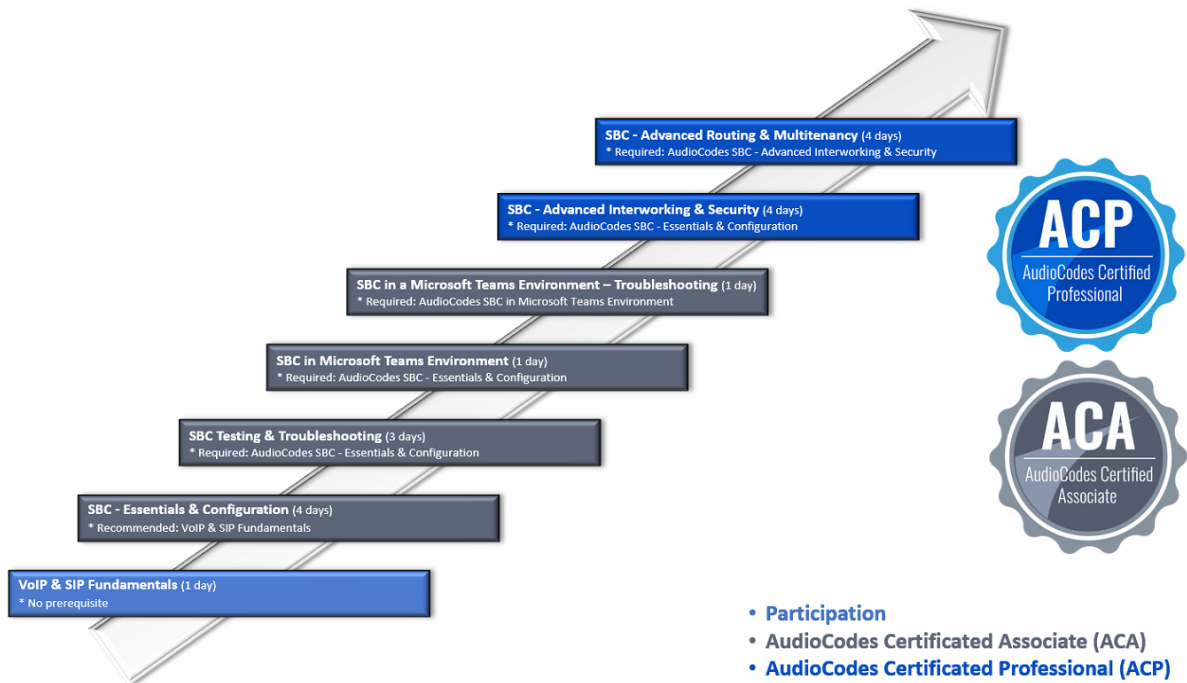 SBC - Advanced Routing & Multitenancy (4 days)
* Required: AudioCodes SBC - Advanced Interworking & Security
SBC - Advanced Interworking & Security (4 days)
* Required: AudioCodes SBC - Essentials & Configuration
SBC in a Microsoft Teams Environment – Troubleshooting (1 day)
* Required: AudioCodes SBC in Microsoft Teams Environment
SBC in Microsoft Teams Environment (1 day)
* Required: AudioCodes SBC - Essentials & Configuration
SBC Testing & Troubleshooting (3 days)
* Required: AudioCodes SBC - Essentials & Configuration
SBC - Essentials & Configuration (4 days)
* Recommended: VoIP & SIP Fundamentals
VoIP & SIP Fundamentals (1 day)
* No prerequisite
ACP
AudioCodes Certified
Professional
ACA
AudioCodes Certified
Associate
• Participation
• AudioCodes Certificated Associate (ACA)
• AudioCodes Certificated Professional (ACP)